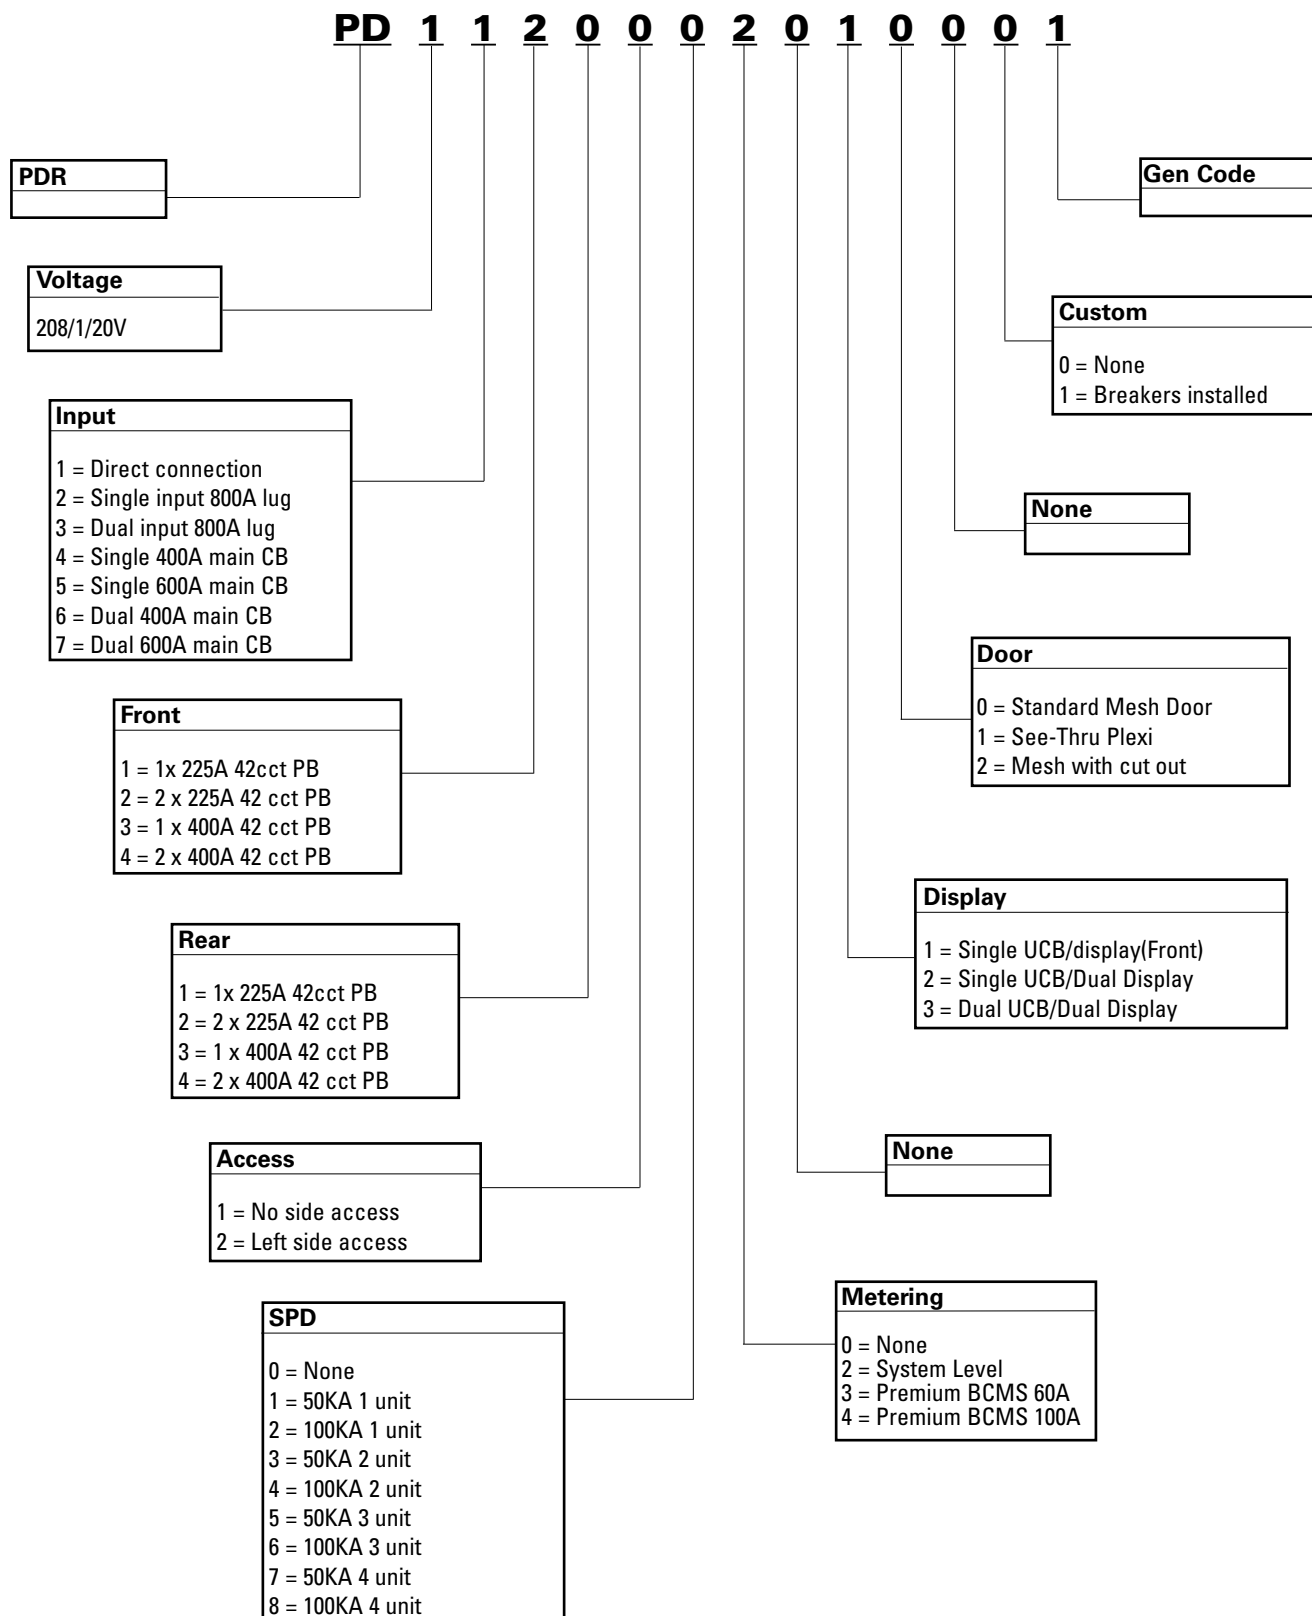 PD 1 1 2 0 0 0 2 0 1 0 0 0 1
PDR
Voltage
208/1/20V
Input
1 = Direct connection
2 = Single input 800A lug
3 = Dual input 800A lug
4 = Single 400A main CB
5 = Single 600A main CB
6 = Dual 400A main CB
7 = Dual 600A main CB
Front
1 = 1x 225A 42cct PB
2 = 2 x 225A 42 cct PB
3 = 1 x 400A 42 cct PB
4 = 2 x 400A 42 cct PB
Rear
1 = 1x 225A 42cct PB
2 = 2 x 225A 42 cct PB
3 = 1 x 400A 42 cct PB
4 = 2 x 400A 42 cct PB
Access
1 = No side access
2 = Left side access
SPD
0 = None
1 = 50KA 1 unit
2 = 100KA 1 unit
3 = 50KA 2 unit
4 = 100KA 2 unit
5 = 50KA 3 unit
6 = 100KA 3 unit
7 = 50KA 4 unit
8 = 100KA 4 unit
Gen Code
Custom
0 = None
1 = Breakers installed
None
Door
0 = Standard Mesh Door
1 = See-Thru Plexi
2 = Mesh with cut out
Display
1 = Single UCB/display(Front)
2 = Single UCB/Dual Display
3 = Dual UCB/Dual Display
None
Metering
0 = None
2 = System Level
3 = Premium BCMS 60A
4 = Premium BCMS 100A